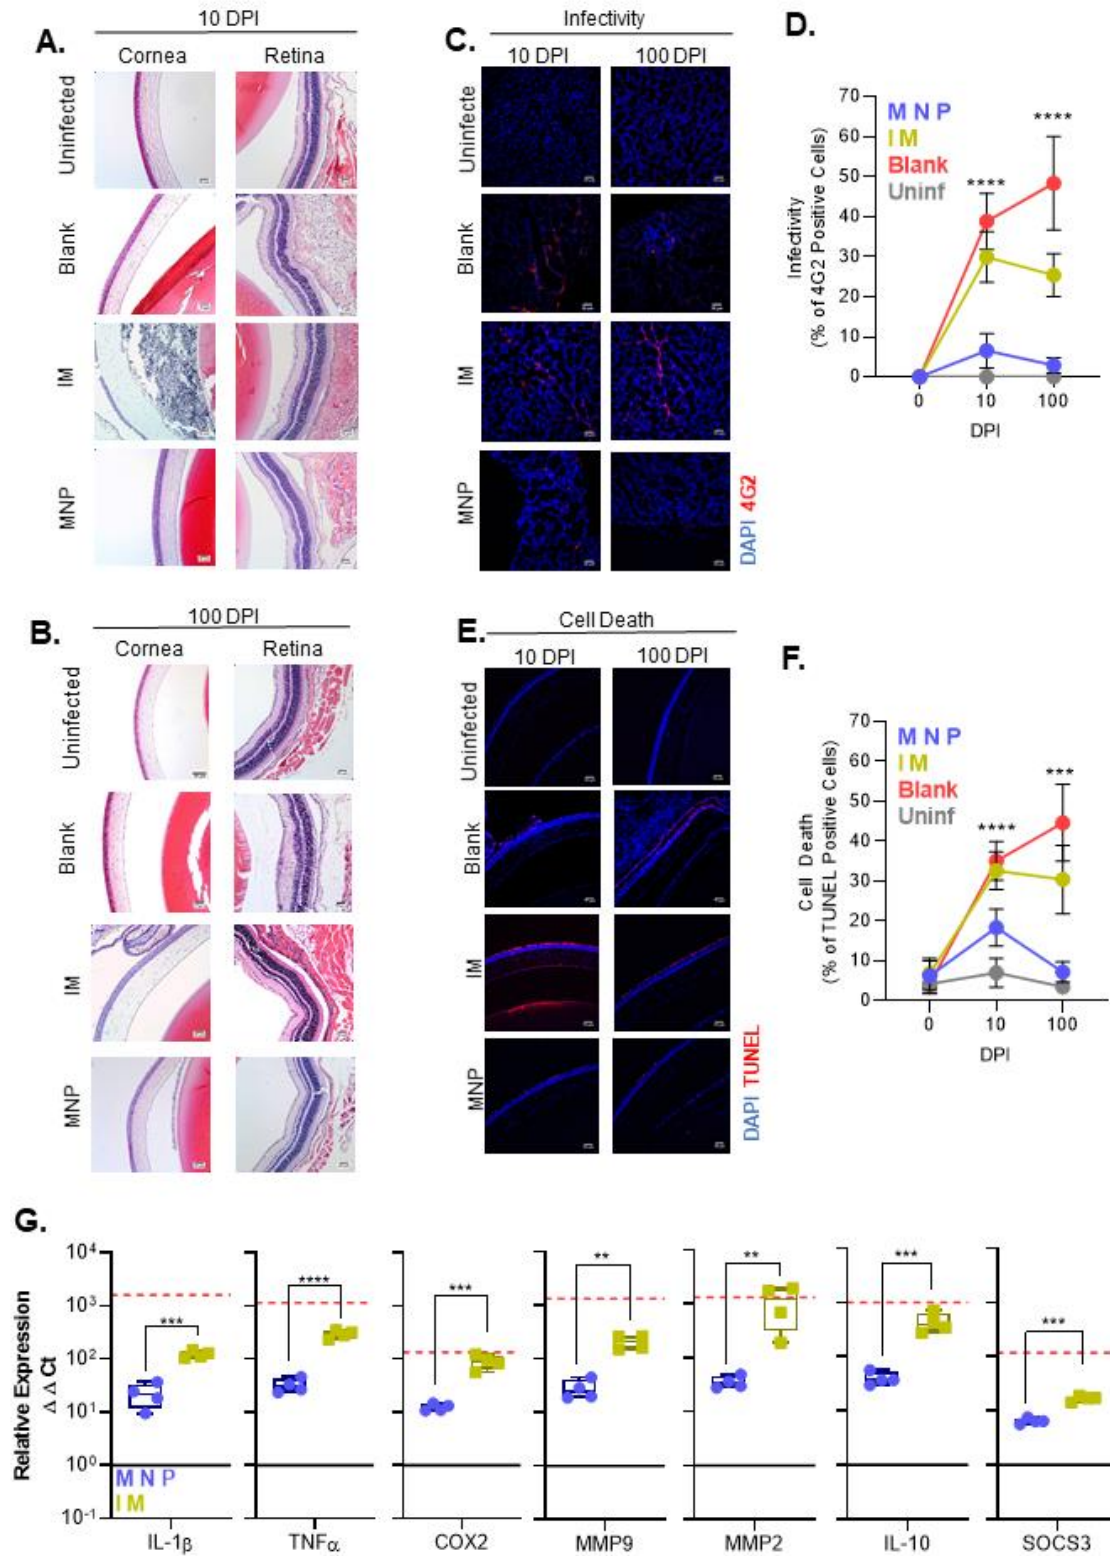 A.
10 DPI
Cornea
Retina
Uninfected
Blank
IM
MNP
C.
Infectivity
10 DPI
100 DPI
Uninfecte
Blank
IM
MNP
DAPI 4G2
D.
M N P
I M
Blank
Uninf
Infectivity
(% of 4G2 Positive Cells)
70
60
50
40
30
20
10
0
****
****
0
10
100
DPI
B.
100 DPI
Cornea
Retina
Uninfected
Blank
IM
MNP
E.
Cell Death
10 DPI
100 DPI
Uninfected
Blank
IM
MNP
DAPI TUNEL
F.
M N P
I M
Blank
Uninf
Cell Death
(% of TUNEL Positive Cells)
70
60
50
40
30
20
10
0
****
***
0
10
100
DPI
G.
Relative Expression
Δ Δ Ct
10⁴
10³
10²
10¹
10⁰
10⁻¹
***
****
***
**
**
***
***
M N P
I M
IL-1β
TNFα
COX2
MMP9
MMP2
IL-10
SOCS3